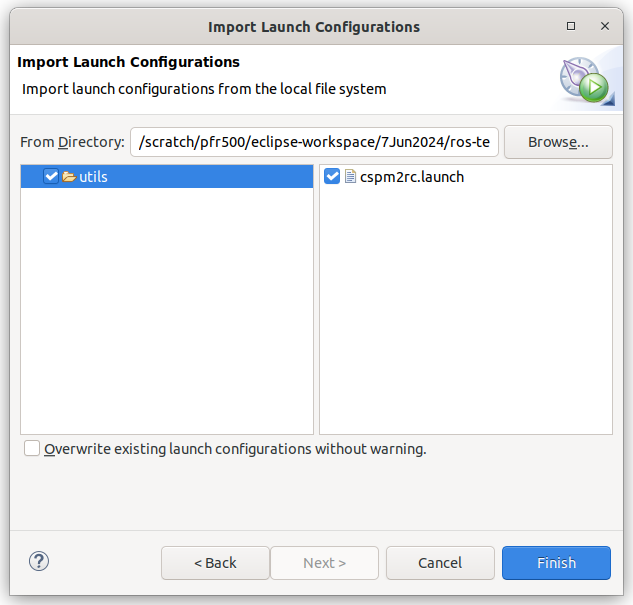 Import Launch Configurations
Import Launch Configurations
Import launch configurations from the local file system
From Directory: /scratch/pfr500/eclipse-workspace/7Jun2024/ros-te Browse...
utils
cspm2rc.launch
Overwrite existing launch configurations without warning.
? < Back Next > Cancel Finish